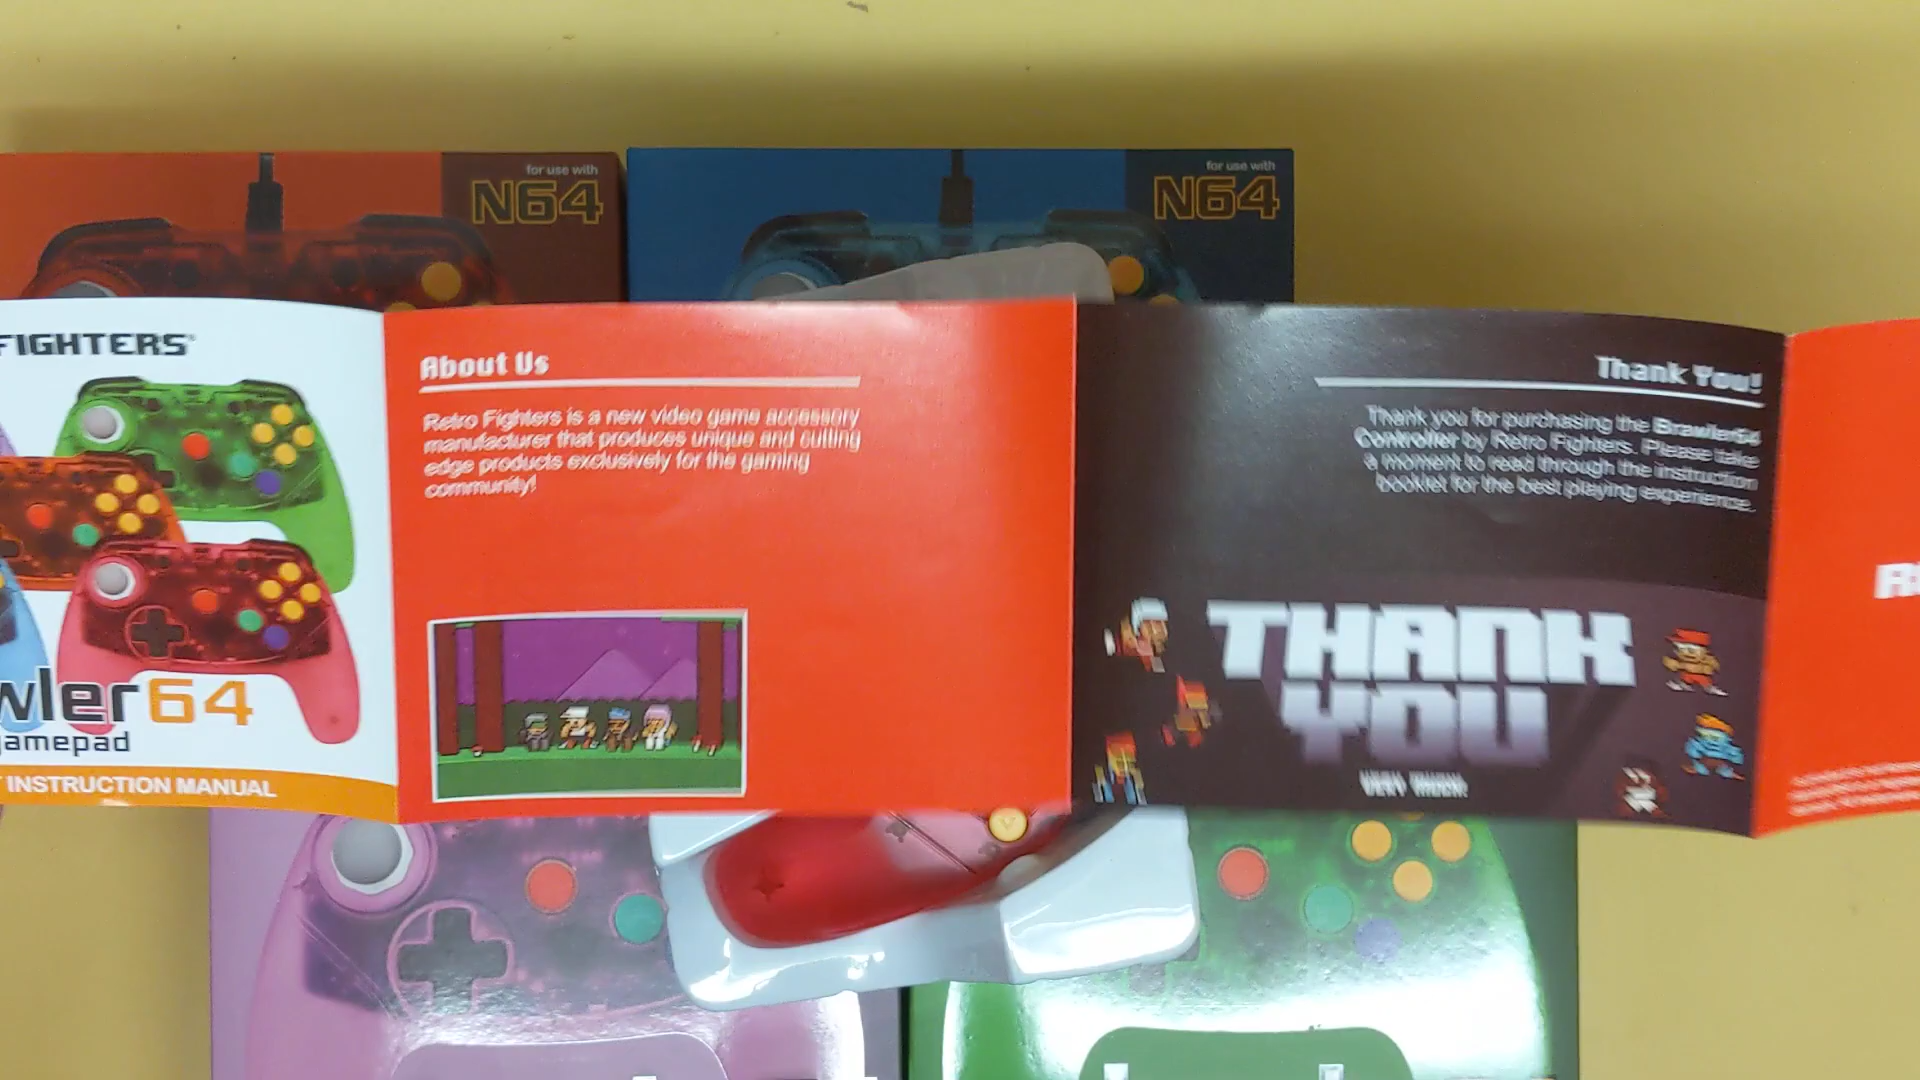 for use with
N64
for use with
N64
FIGHTERS
wler64
gamepad
INSTRUCTION MANUAL
About Us
Retro Fighters is a new video game accessory
manufacturer that produces unique and cutting
edge products exclusively for the gaming
community!
Thank You!
Thank you for purchasing the Brawler64
Controller by Retro Fighters. Please take
a moment to read through the instruction
booklet for the best playing experience.
THANK
YOU
VERY MUCH!